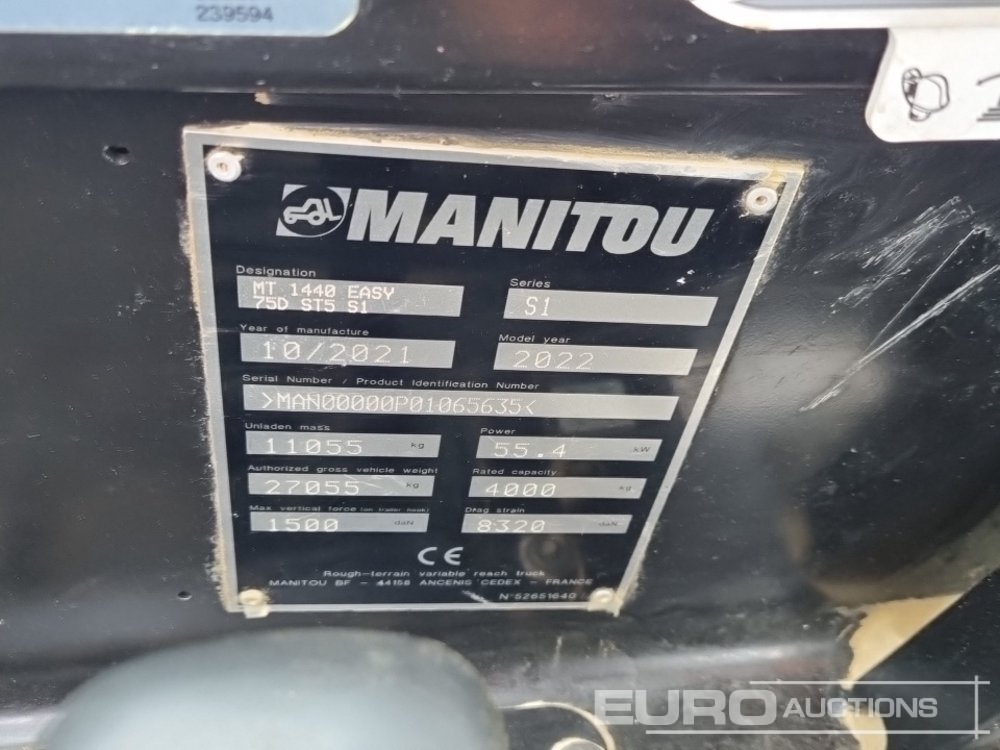 239594
MANITOU
Designation
MT 1440 EASY
75D ST5 S1
Series
S1
Year of manufacture
10/2021
Model year
2022
Serial Number / Product Identification Number
>MAN00000P01065635<
Unladen mass
11055 kg
Power
55.4 kW
Authorized gross vehicle weight
27055 kg
Rated capacity
4000 kg
Max vertical force (on trailer hook)
1500 daN
Drag strain
8320 daN
CE
Rough-terrain variable reach truck
MANITOU BF - 44158 ANCENIS CEDEX - FRANCE
N°52651640
EURO AUCTIONS